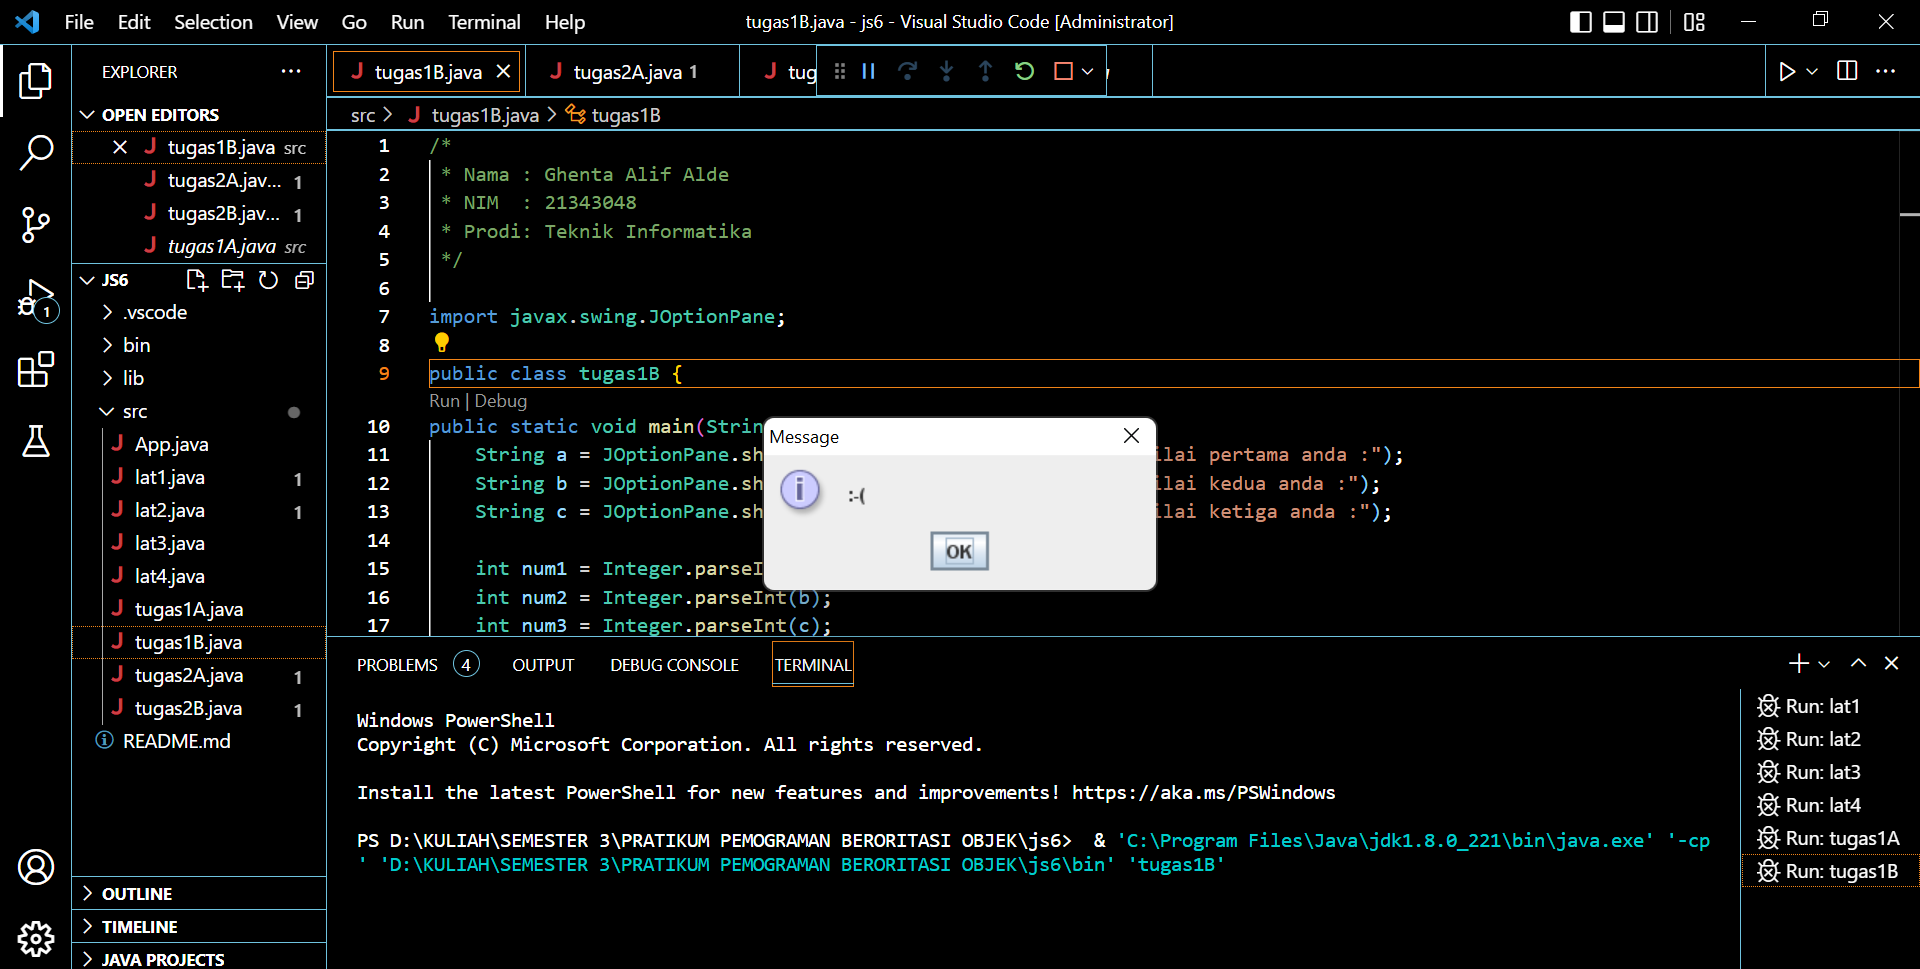 File Edit Selection View Go Run Terminal Help
tugas1B.java - js6 - Visual Studio Code [Administrator]
EXPLORER
OPEN EDITORS
tugas1B.java src
tugas2A.jav... 1
tugas2B.jav... 1
tugas1A.java src
JS6
.vscode
bin
lib
src
App.java
lat1.java 1
lat2.java 1
lat3.java
lat4.java
tugas1A.java
tugas1B.java
tugas2A.java 1
tugas2B.java 1
README.md
OUTLINE
TIMELINE
JAVA PROJECTS
1
tugas1B.java
tugas2A.java 1
tug
src > tugas1B.java > tugas1B
1 /*
2 * Nama : Ghenta Alif Alde
3 * NIM : 21343048
4 * Prodi: Teknik Informatika
5 */
6
7 import javax.swing.JOptionPane;
8
9 public class tugas1B {
Run | Debug
10 public static void main(Strin
11 String a = JOptionPane.sh ilai pertama anda :");
12 String b = JOptionPane.sh ilai kedua anda :");
13 String c = JOptionPane.sh ilai ketiga anda :");
14
15 int num1 = Integer.parseI
16 int num2 = Integer.parseInt(b);
17 int num3 = Integer.parseInt(c);
Message
i
:-(
OK
PROBLEMS 4 OUTPUT DEBUG CONSOLE TERMINAL
Windows PowerShell
Copyright (C) Microsoft Corporation. All rights reserved.
Install the latest PowerShell for new features and improvements! https://aka.ms/PSWindows
PS D:\KULIAH\SEMESTER 3\PRATIKUM PEMOGRAMAN BERORITASI OBJEK\js6> & 'C:\Program Files\Java\jdk1.8.0_221\bin\java.exe' '-cp
' 'D:\KULIAH\SEMESTER 3\PRATIKUM PEMOGRAMAN BERORITASI OBJEK\js6\bin' 'tugas1B'
Run: lat1
Run: lat2
Run: lat3
Run: lat4
Run: tugas1A
Run: tugas1B